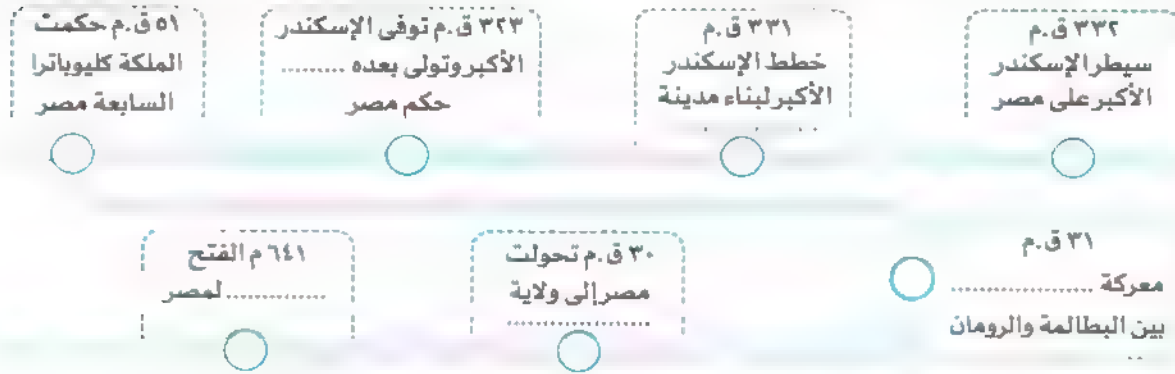 ٣٣٢ ق.م
سيطر الإسكندر
الأكبر على مصر
٣٣١ ق.م
خطط الإسكندر
الأكبر لبناء مدينة
٣٢٣ ق.م توفى الإسكندر
الأكبر وتولى بعده .........
حكم مصر
٥١ ق.م حكمت
الملكة كليوباترا
السابعة مصر
٣١ ق.م
معركة ..................
بين البطالمة والرومان
٣٠ ق.م تحولت
مصر إلى ولاية
..................
٦٤١ م الفتح
............. لمصر